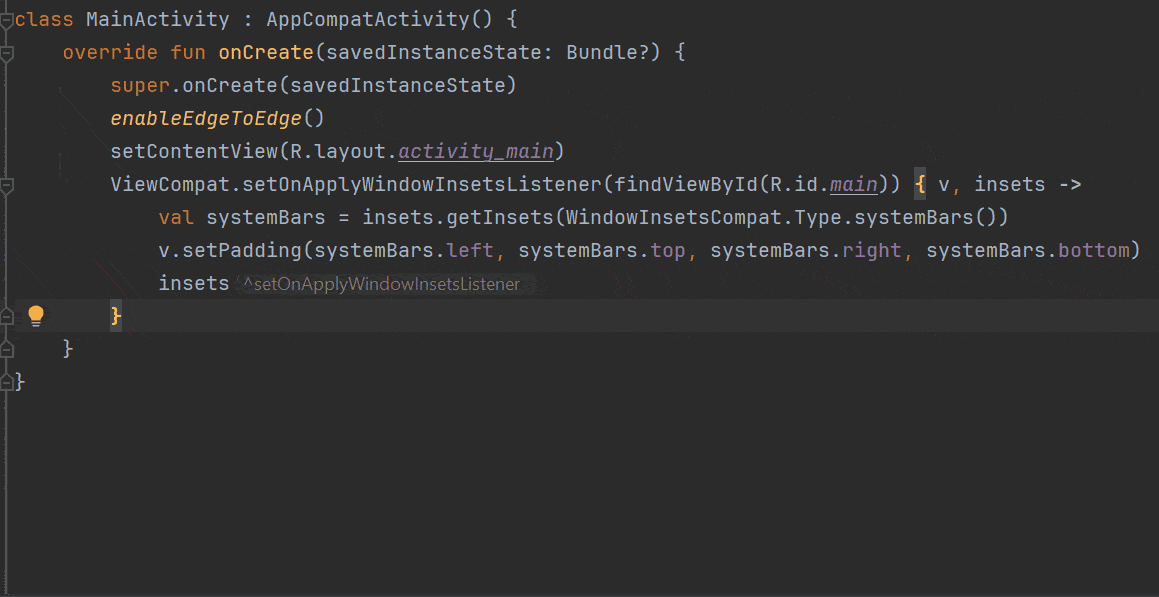 class MainActivity : AppCompatActivity() {
override fun onCreate(savedInstanceState: Bundle?) {
super.onCreate(savedInstanceState)
enableEdgeToEdge()
setContentView(R.layout.activity_main)
ViewCompat.setOnApplyWindowInsetsListener(findViewById(R.id.main)) { v, insets ->
val systemBars = insets.getInsets(WindowInsetsCompat.Type.systemBars())
v.setPadding(systemBars.left, systemBars.top, systemBars.right, systemBars.bottom)
insets ^setOnApplyWindowInsetsListener
}
}
}